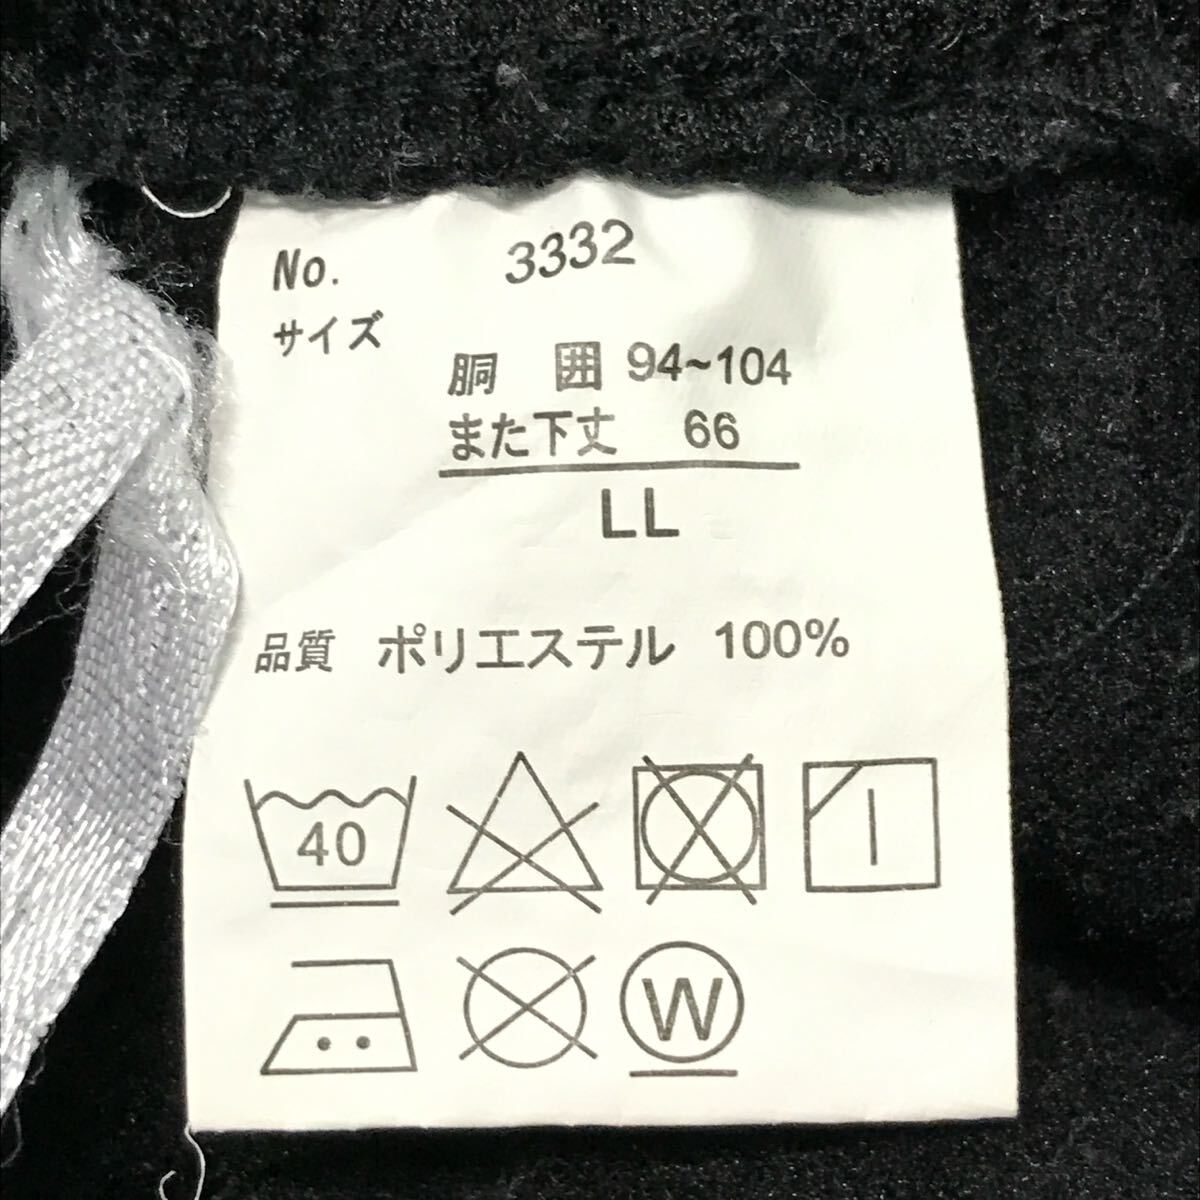 No. 3332
サイズ
胴 囲 94~104
また下丈 66
LL
品質 ポリエステル 100%
40
W